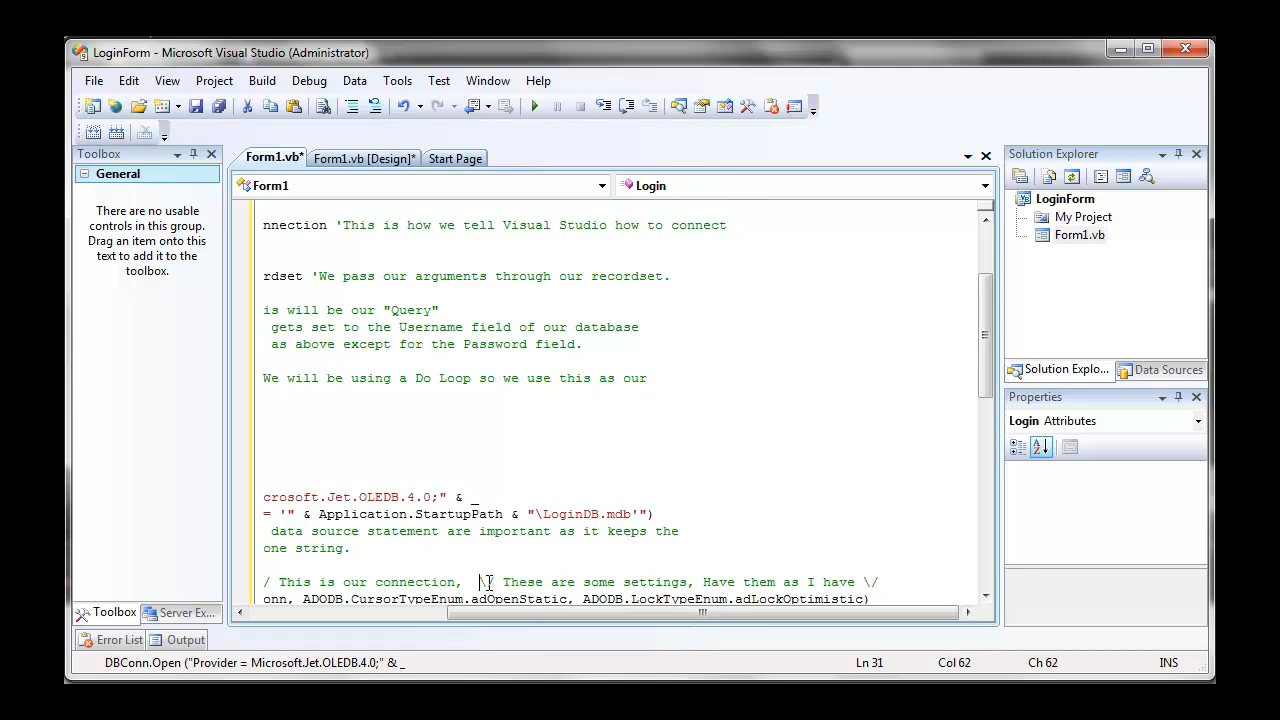 LoginForm - Microsoft Visual Studio (Administrator)
File Edit View Project Build Debug Data Tools Test Window Help
Toolbox
General
There are no usable
controls in this group.
Drag an item onto this
text to add it to the
toolbox.
Form1.vb* Form1.vb [Design]* Start Page
Form1 Login
nnection 'This is how we tell Visual Studio how to connect
rdset 'We pass our arguments through our recordset.
is will be our "Query"
gets set to the Username field of our database
as above except for the Password field.
We will be using a Do Loop so we use this as our
crosoft.Jet.OLEDB.4.0;" & _
= '" & Application.StartupPath & "\LoginDB.mdb'")
data source statement are important as it keeps the
one string.
/ This is our connection, \/ These are some settings, Have them as I have \/
onn, ADODB.CursorTypeEnum.adOpenStatic, ADODB.LockTypeEnum.adLockOptimistic)
Solution Explorer
LoginForm
My Project
Form1.vb
Solution Explo... Data Sources
Properties
Login Attributes
Toolbox Server Ex...
Error List Output
DBConn.Open ("Provider = Microsoft.Jet.OLEDB.4.0;" & _ Ln 31 Col 62 Ch 62 INS